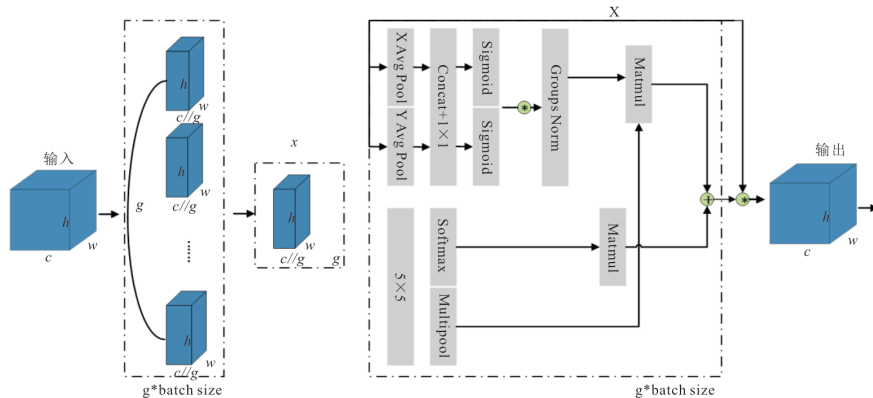 输入
h
w
c
g
h
w
c//g
w
c//g
......
h
w
c//g
g*batch size
x
h
w
c//g
g
X
X Avg Pool
Y Avg Pool
Concat+1×1
Sigmoid
Sigmoid
*
Groups Norm
Matmul
5×5
Softmax
Multipool
Matmul
+
*
g*batch size
输出
h
w
c